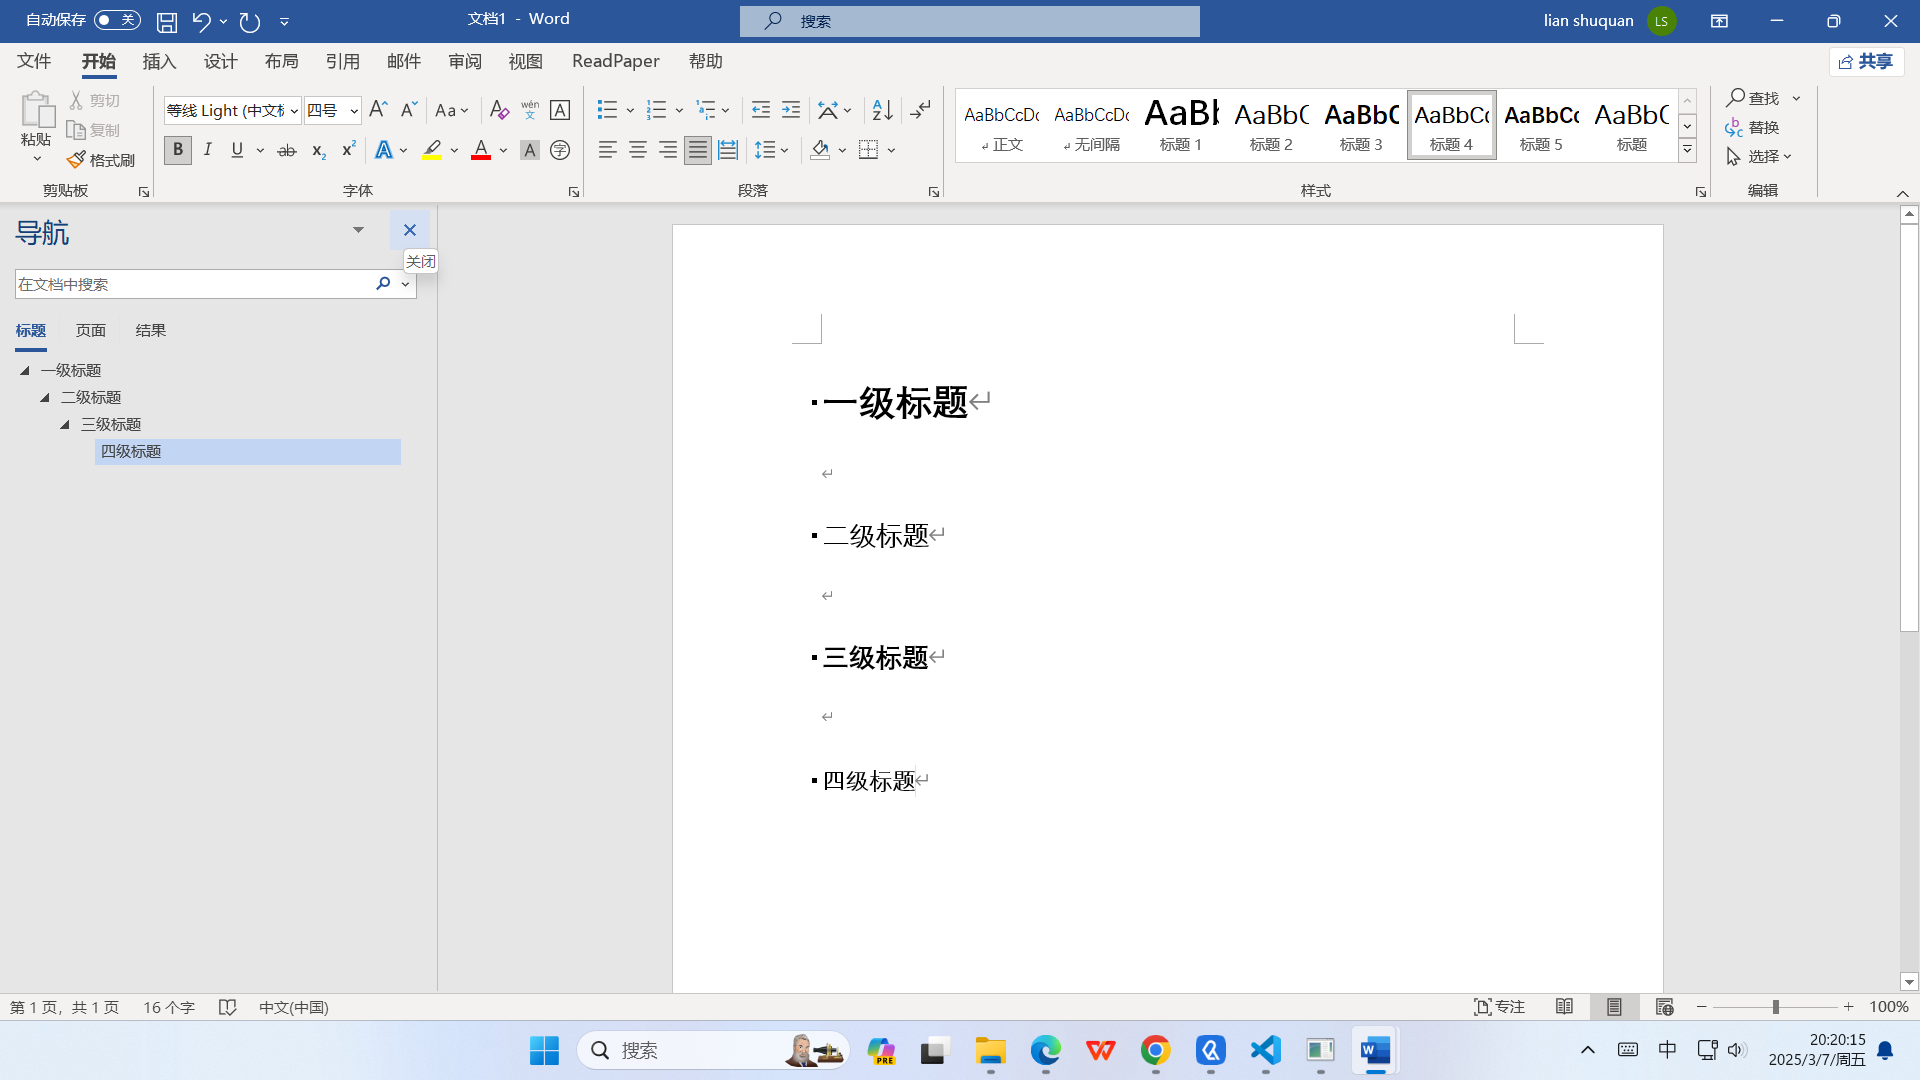 自动保存 关 文档1 - Word 搜索 lian shuquan LS
文件 开始 插入 设计 布局 引用 邮件 审阅 视图 ReadPaper 帮助 共享
粘贴 剪切 复制 格式刷 剪贴板
等线 Light (中文标 四号 Aa wén 文 A
B I U ab x₂ x² A A A 字
字体
段落
AaBbCcDc AaBbCcDc AaBb AabbC AaBbC AaBbCc AaBbCc AaBbC
正文 无间隔 标题 1 标题 2 标题 3 标题 4 标题 5 标题
样式
查找
替换
选择
编辑
导航
关闭
在文档中搜索
标题 页面 结果
一级标题
二级标题
三级标题
四级标题
一级标题
二级标题
三级标题
四级标题
第 1 页，共 1 页 16 个字 中文(中国) 专注 100%
搜索 PRE 中 20:20:15
2025/3/7/周五